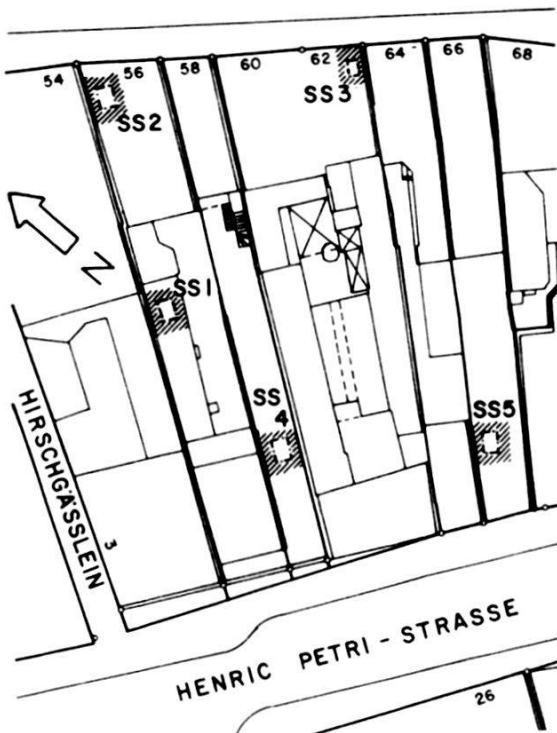 54
56
58
60
62
64
66
68
SS2
SS3
N
SS1
SS
4
SS5
HIRSCHGÄSSLEIN
3
HENRIC PETRI - STRASSE
26